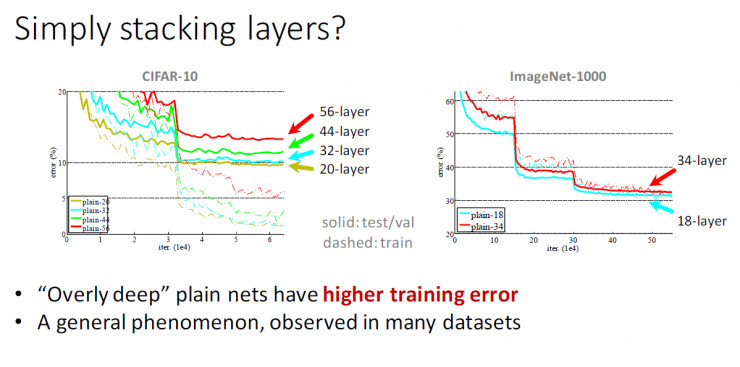 Simply stacking layers?
CIFAR-10
20
10
5
0
error (%)
plain-20
plain-32
plain-44
plain-56
0 1 2 3 4 5 6
iter. (1e4)
56-layer
44-layer
32-layer
20-layer
solid: test/val
dashed: train
ImageNet-1000
60
50
40
30
20
error (%)
plain-18
plain-34
0 10 20 30 40 50
iter. (1e4)
34-layer
18-layer
• “Overly deep” plain nets have higher training error
• A general phenomenon, observed in many datasets